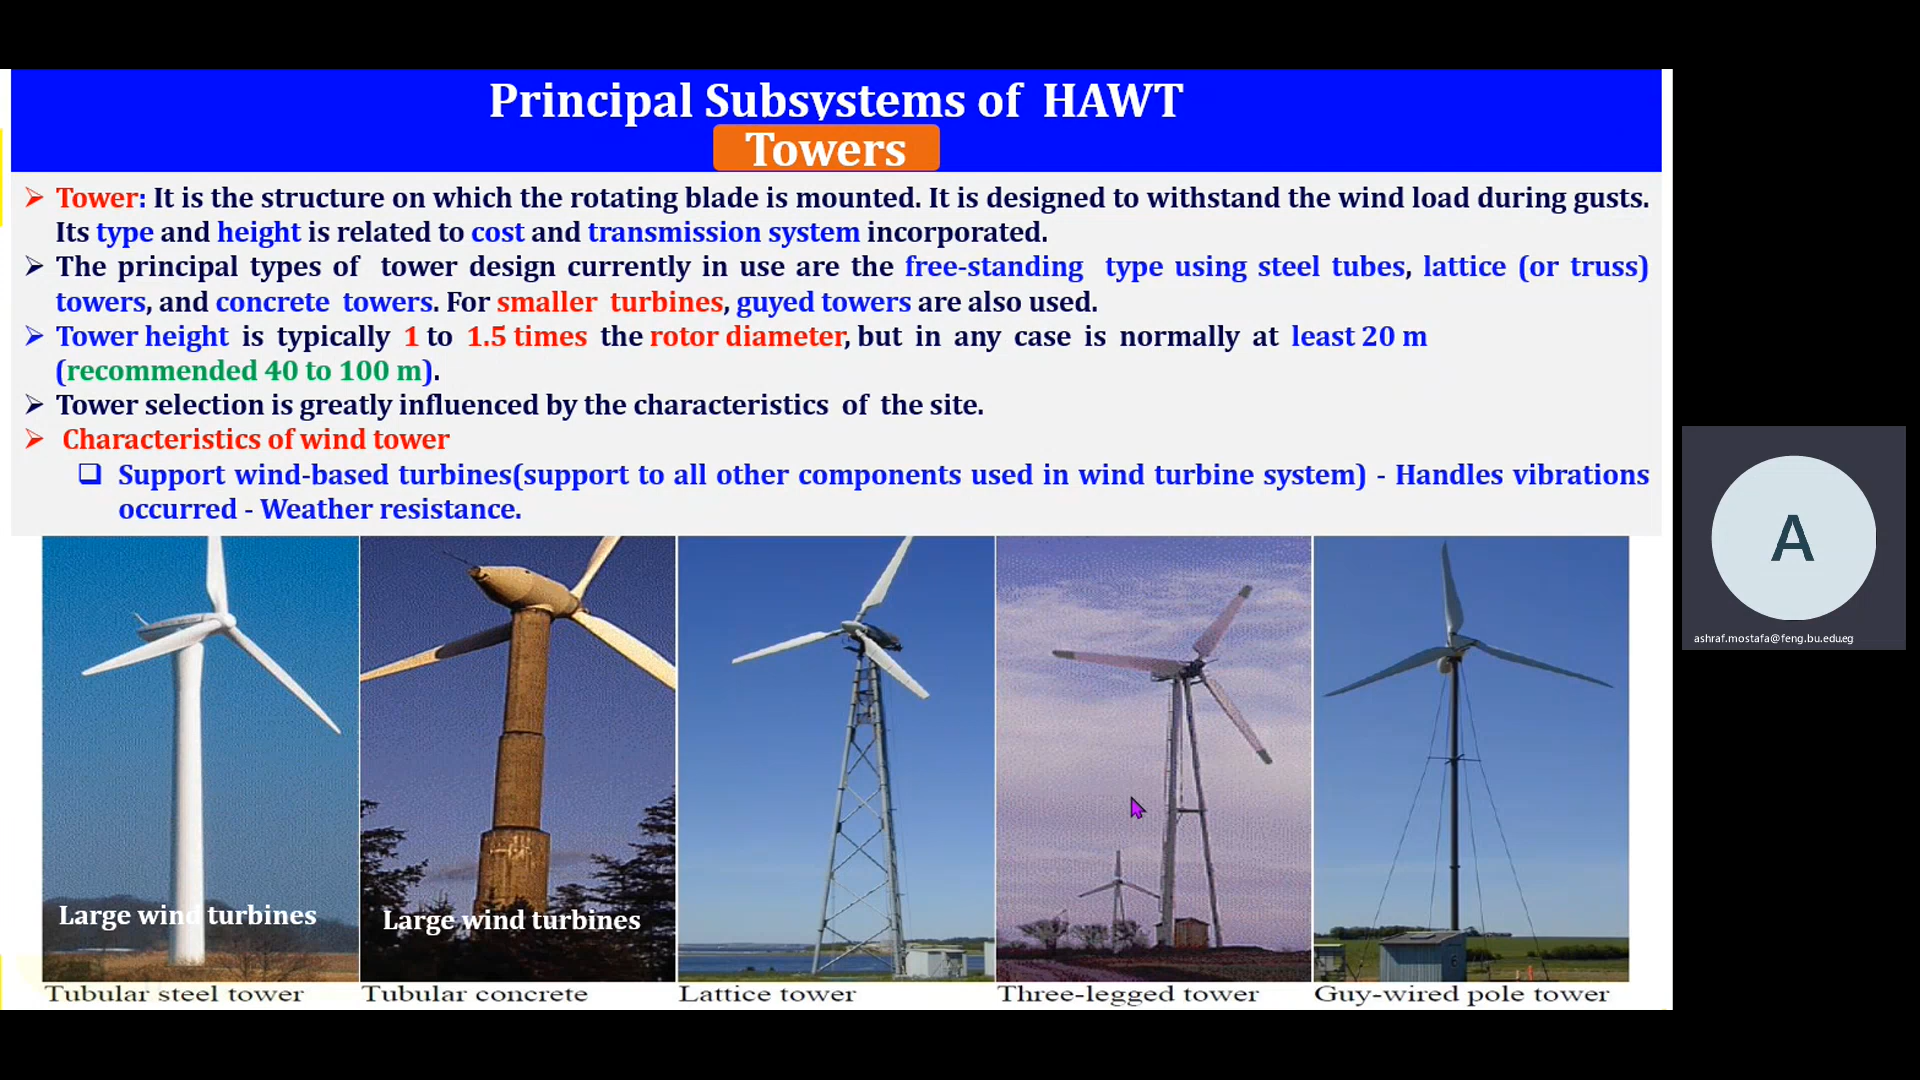 Principal Subsystems of HAWT
Towers
Tower: It is the structure on which the rotating blade is mounted. It is designed to withstand the wind load during gusts.
Its type and height is related to cost and transmission system incorporated.
The principal types of tower design currently in use are the free-standing type using steel tubes, lattice (or truss)
towers, and concrete towers. For smaller turbines, guyed towers are also used.
Tower height is typically 1 to 1.5 times the rotor diameter, but in any case is normally at least 20 m
(recommended 40 to 100 m).
Tower selection is greatly influenced by the characteristics of the site.
Characteristics of wind tower
Support wind-based turbines(support to all other components used in wind turbine system) - Handles vibrations
occurred - Weather resistance.
Large wind turbines
Large wind turbines
6
Tubular steel tower
Tubular concrete
Lattice tower
Three-legged tower
Guy-wired pole tower
A
ashraf.mostafa@feng.bu.edu.eg